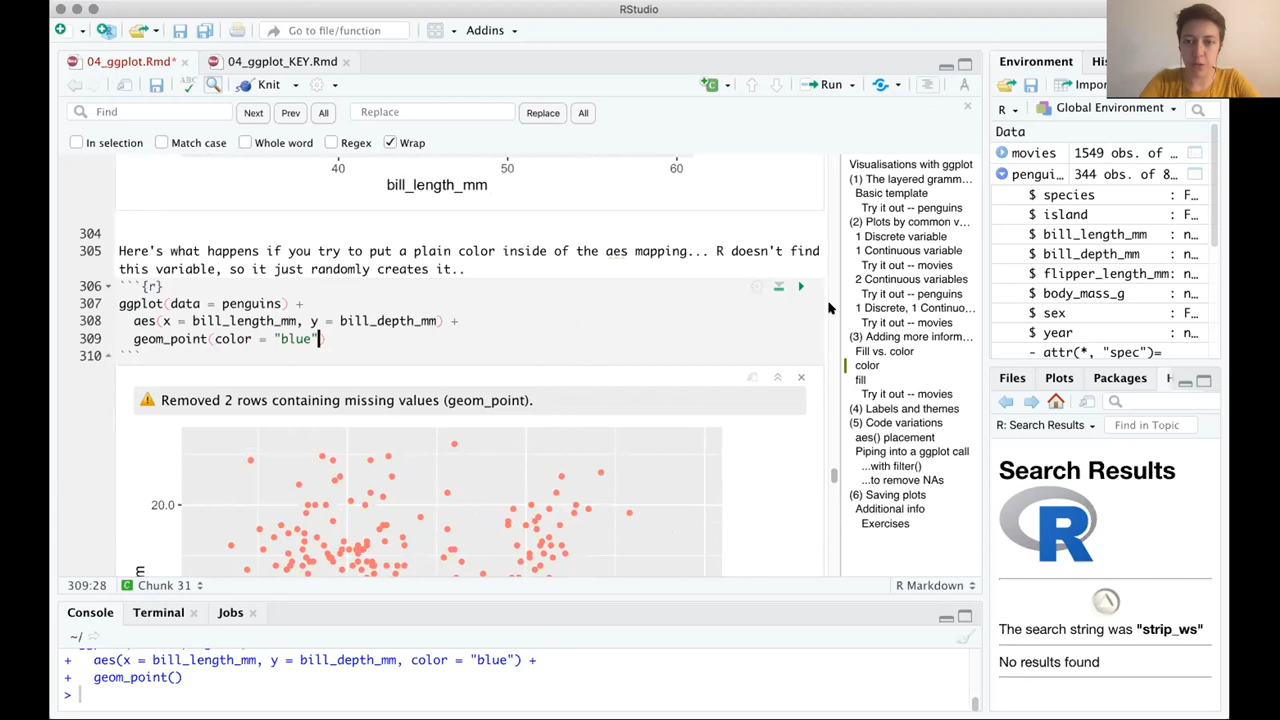 RStudio
Go to file/function
Addins
04_ggplot.Rmd*
04_ggplot_KEY.Rmd
ABC
Knit
Run
Find
Next
Prev
All
Replace
Replace
All
In selection
Match case
Whole word
Regex
Wrap
40
50
60
bill_length_mm
304
305
Here's what happens if you try to put a plain color inside of the aes mapping... R doesn't find
this variable, so it just randomly creates it..
306
```{r}
307
ggplot(data = penguins) +
308
aes(x = bill_length_mm, y = bill_depth_mm) +
309
geom_point(color = "blue")
310
```
Removed 2 rows containing missing values (geom_point).
20.0
m
309:28
Chunk 31
R Markdown
Visualisations with ggplot
(1) The layered gramm...
Basic template
Try it out -- penguins
(2) Plots by common v...
1 Discrete variable
1 Continuous variable
Try it out -- movies
2 Continuous variables
Try it out -- penguins
1 Discrete, 1 Continuo...
Try it out -- movies
(3) Adding more inform...
Fill vs. color
color
fill
Try it out -- movies
(4) Labels and themes
(5) Code variations
aes() placement
Piping into a ggplot call
...with filter()
...to remove NAs
(6) Saving plots
Additional info
Exercises
Console
Terminal
Jobs
~/
+ aes(x = bill_length_mm, y = bill_depth_mm, color = "blue") +
+ geom_point()
>
Environment
His
Impor
R
Global Environment
Data
movies 1549 obs. of ...
pengui... 344 obs. of 8...
$ species : F...
$ island : F...
$ bill_length_mm : n...
$ bill_depth_mm : n...
$ flipper_length_mm: n...
$ body_mass_g : n...
$ sex : F...
$ year : n...
- attr(*, "spec")=
Files
Plots
Packages
H
R: Search Results
Find in Topic
Search Results
R
The search string was "strip_ws"
No results found